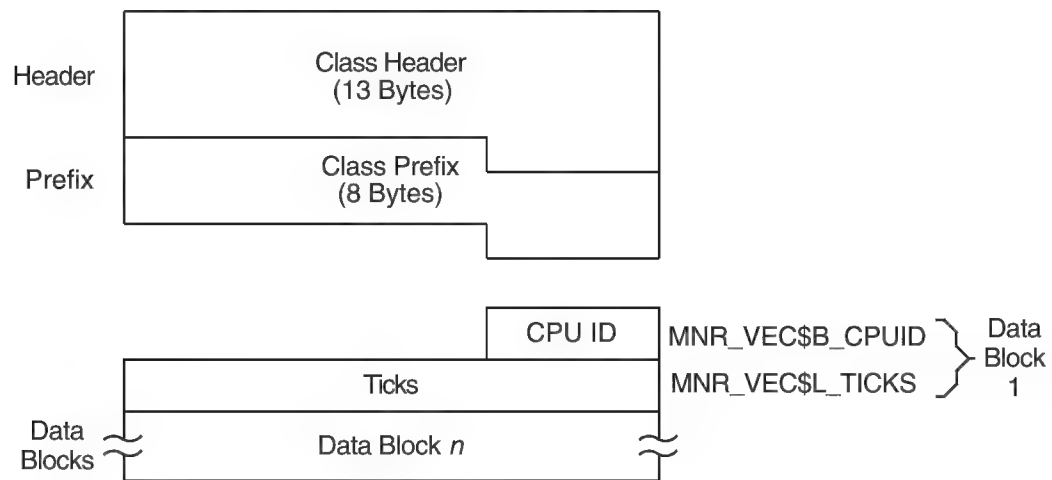 Header
Class Header
(13 Bytes)
Prefix
Class Prefix
(8 Bytes)
CPU ID
MNR_VEC$B_CPUID
Ticks
MNR_VEC$L_TICKS
Data
Block
1
Data
Blocks
Data Block n